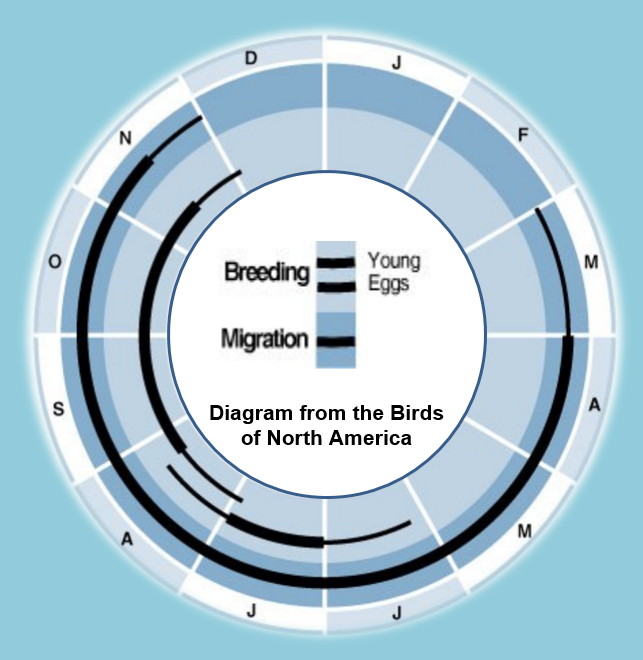 J
F
M
A
M
J
J
A
S
O
N
D
Breeding
Young
Eggs
Migration
Diagram from the Birds
of North America